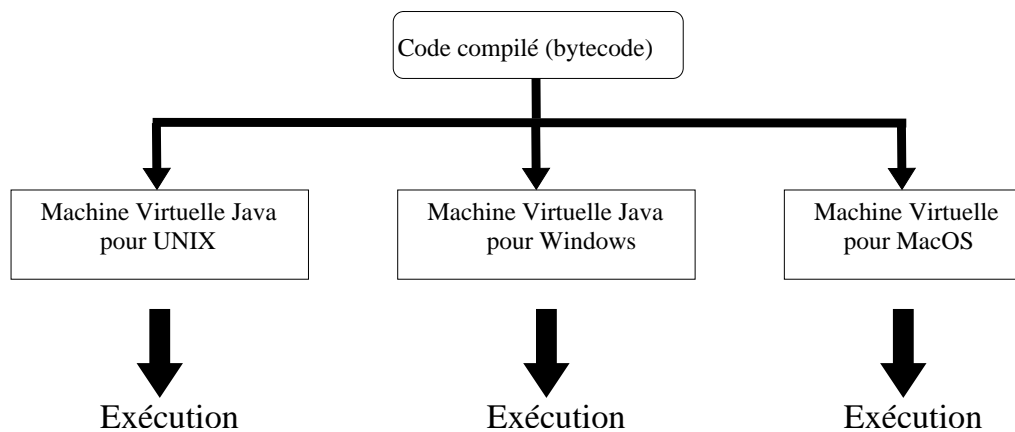 Code compilé (bytecode)
Machine Virtuelle Java
pour UNIX
Machine Virtuelle Java
pour Windows
Machine Virtuelle
pour MacOS
Exécution
Exécution
Exécution